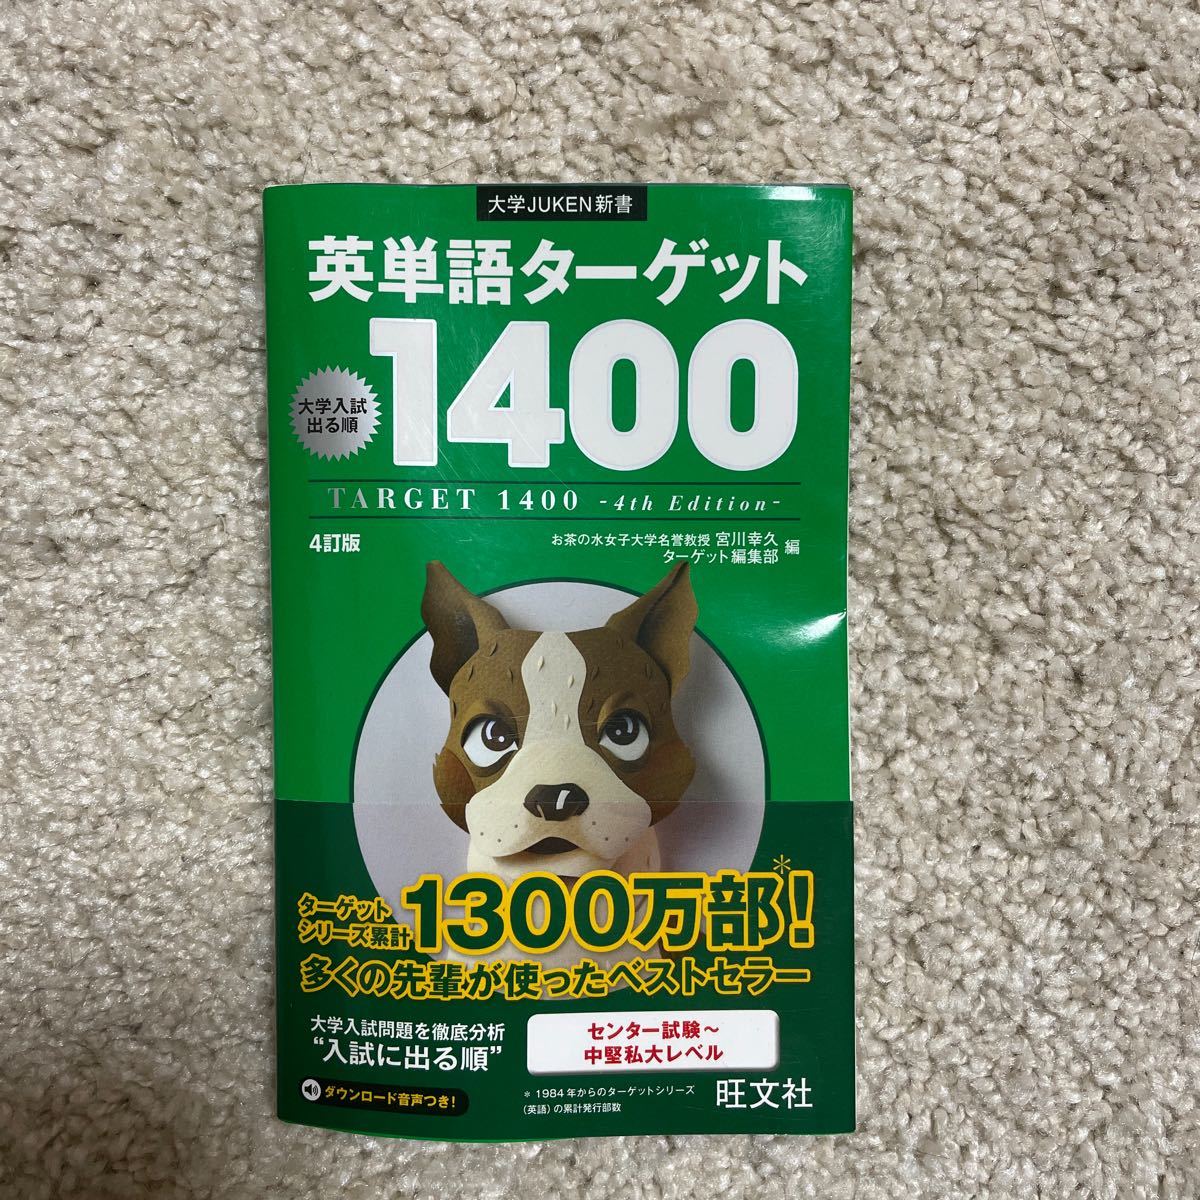 大学JUKEN新書
英単語ターゲット
1400
大学入試
出る順
TARGET 1400 -4th Edition-
4訂版
お茶の水女子大学名誉教授 宮川幸久
ターゲット編集部 編
ターゲット
シリーズ累計
1300万部*!
多くの先輩が使ったベストセラー
大学入試問題を徹底分析
“入試に出る順”
センター試験～
中堅私大レベル
ダウンロード音声つき!
* 1984年からのターゲットシリーズ
(英語)の累計発行部数
旺文社